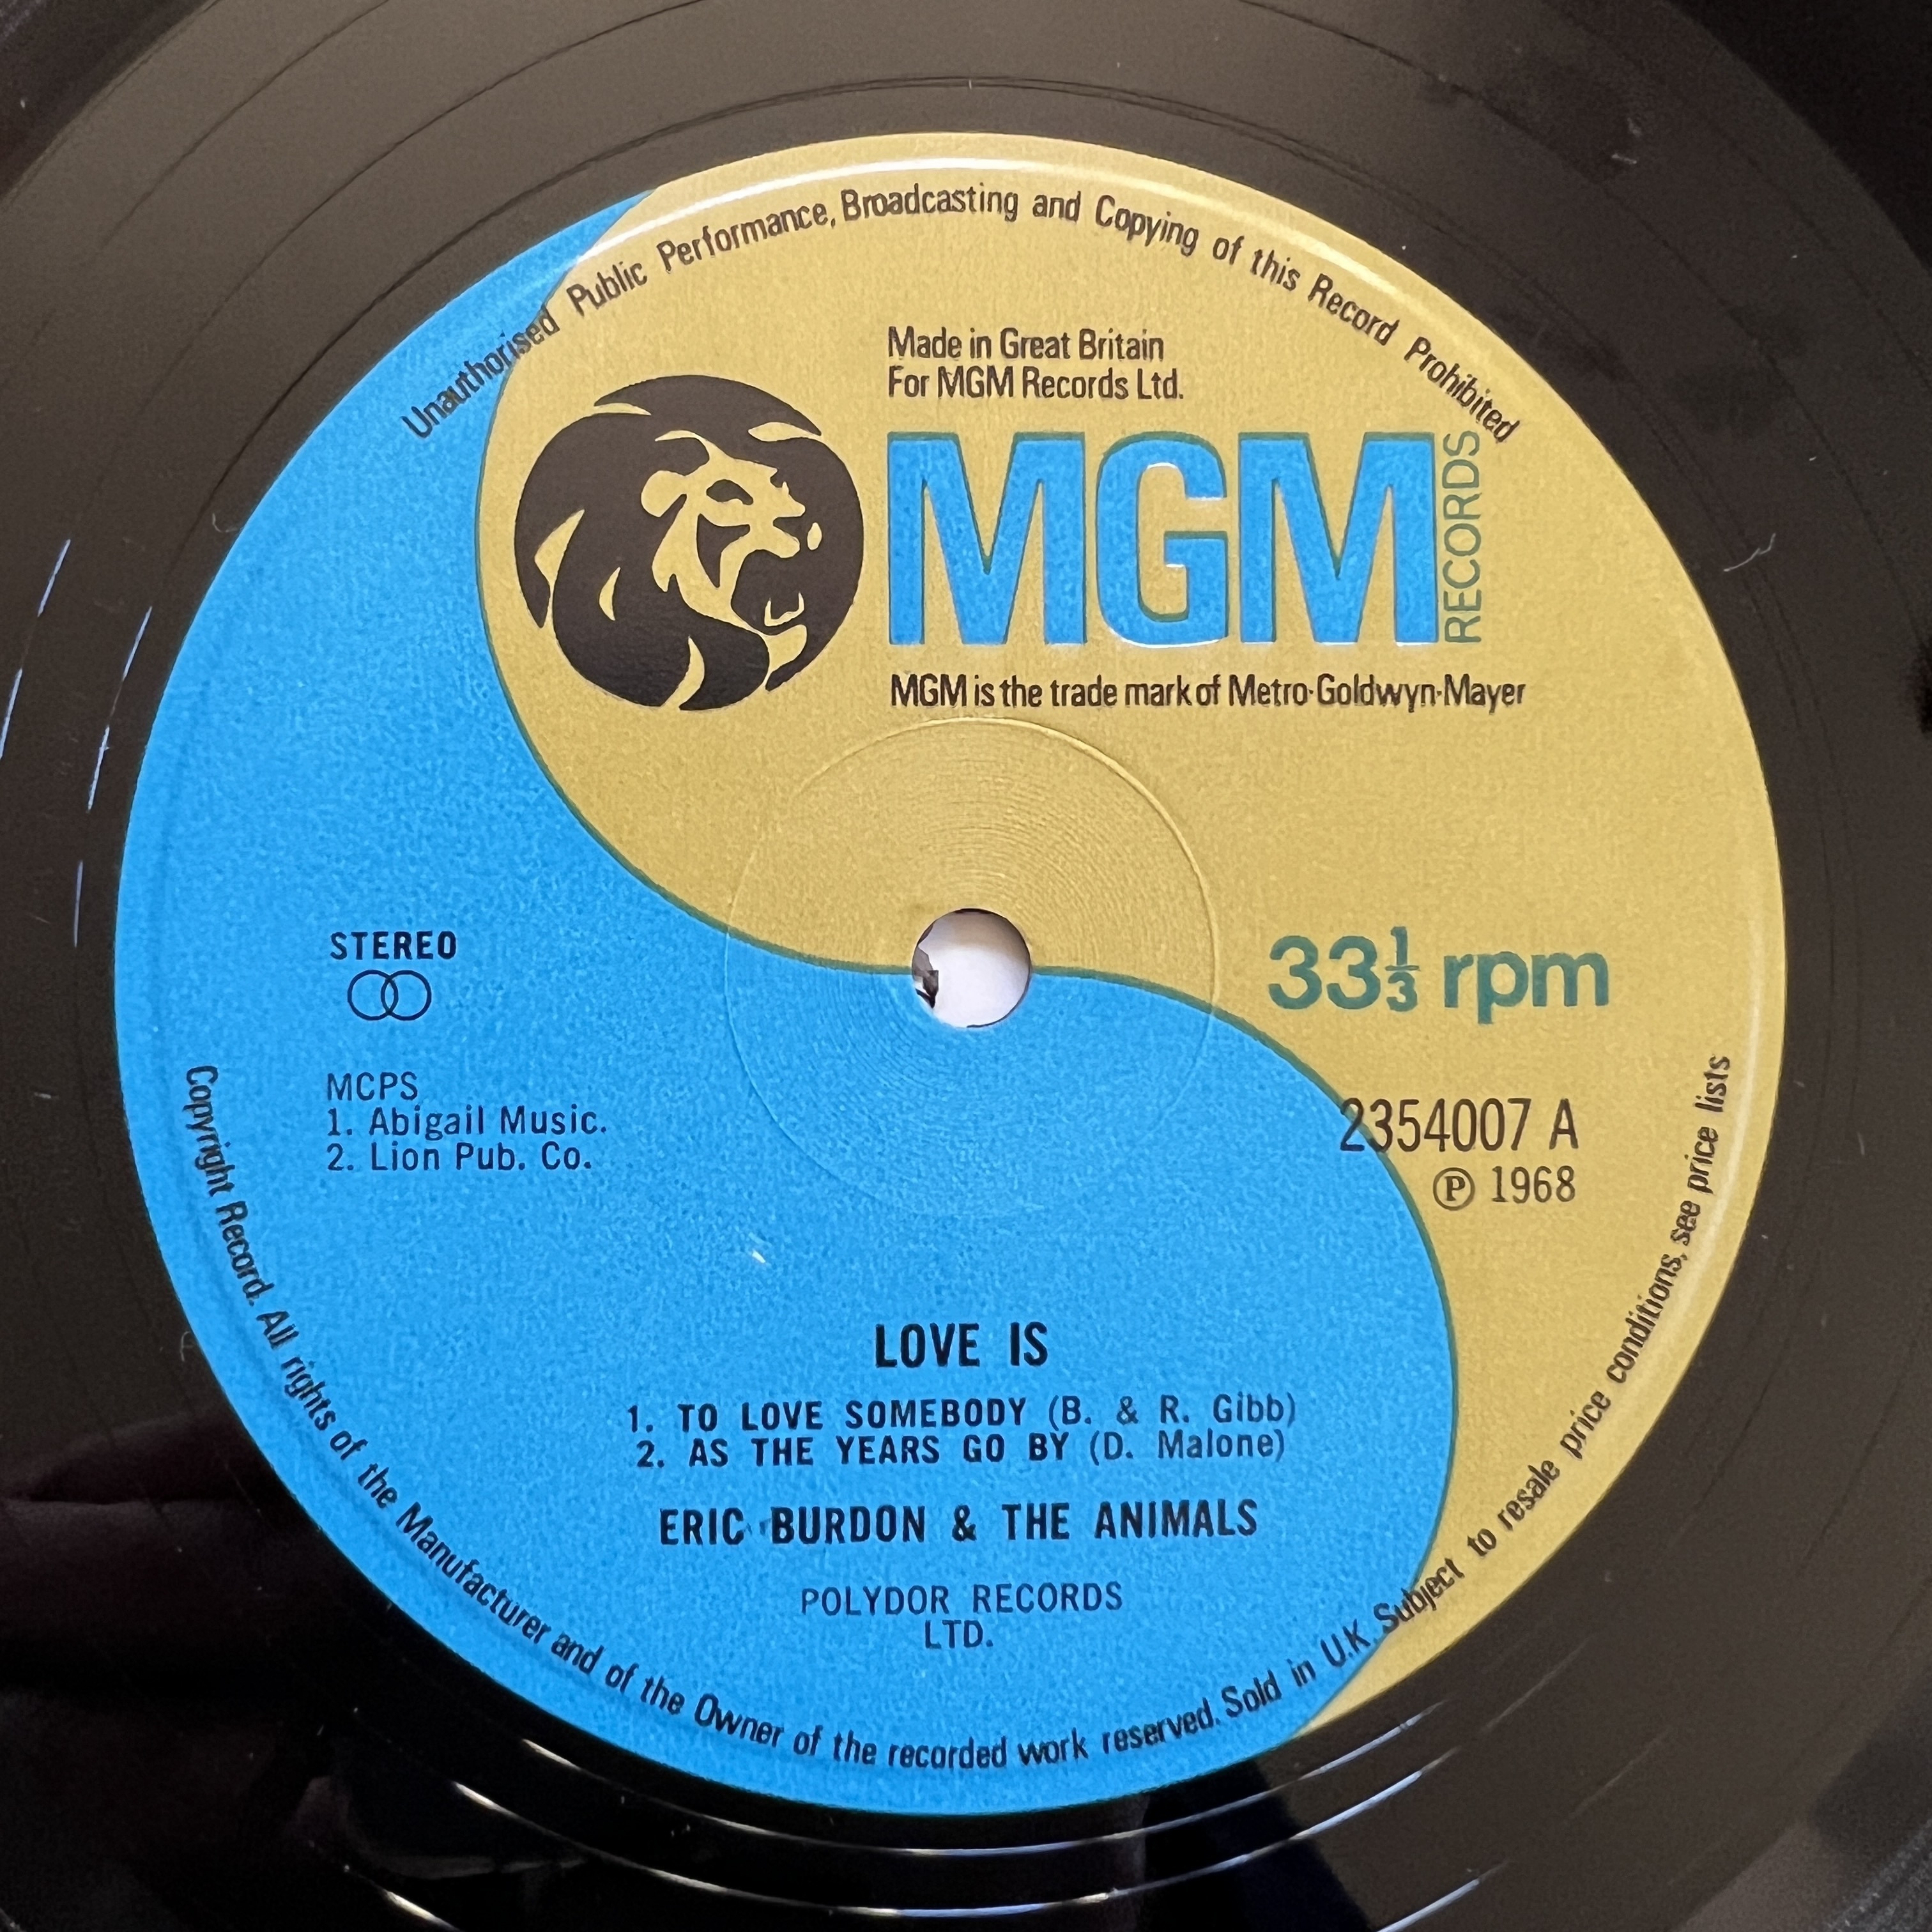 Unauthorised Public Performance, Broadcasting and Copying of this Record Prohibited
Made in Great Britain
For MGM Records Ltd.
MGM RECORDS
MGM is the trade mark of Metro·Goldwyn·Mayer
STEREO
33⅓ rpm
MCPS
1. Abigail Music.
2. Lion Pub. Co.
2354007 A
℗ 1968
LOVE IS
1. TO LOVE SOMEBODY (B. & R. Gibb)
2. AS THE YEARS GO BY (D. Malone)
ERIC BURDON & THE ANIMALS
POLYDOR RECORDS
LTD.
Copyright Record. All rights of the Manufacturer and of the Owner of the recorded work reserved. Sold in U.K. Subject to resale price conditions, see price lists